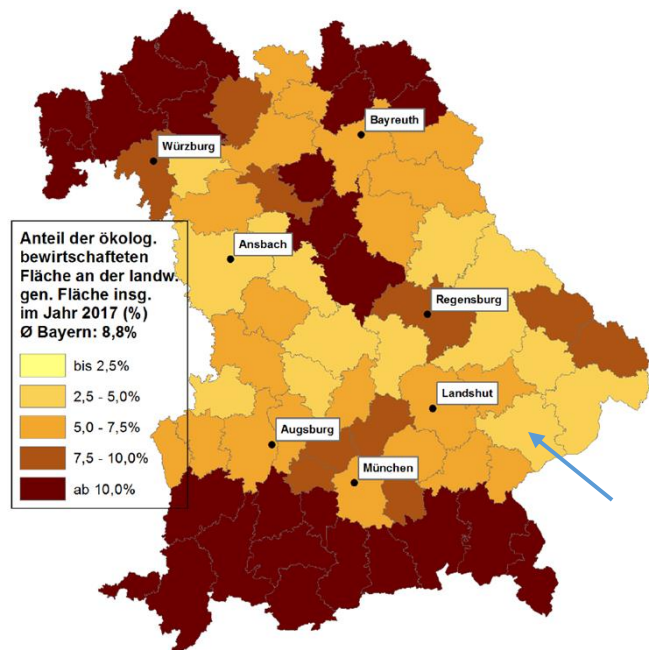 Bayreuth
Würzburg
Anteil der ökolog.
bewirtschafteten
Fläche an der landw.
gen. Fläche insg.
im Jahr 2017 (%)
Ø Bayern: 8,8%
bis 2,5%
2,5 - 5,0%
5,0 - 7,5%
7,5 - 10,0%
ab 10,0%
Ansbach
Regensburg
Landshut
Augsburg
München